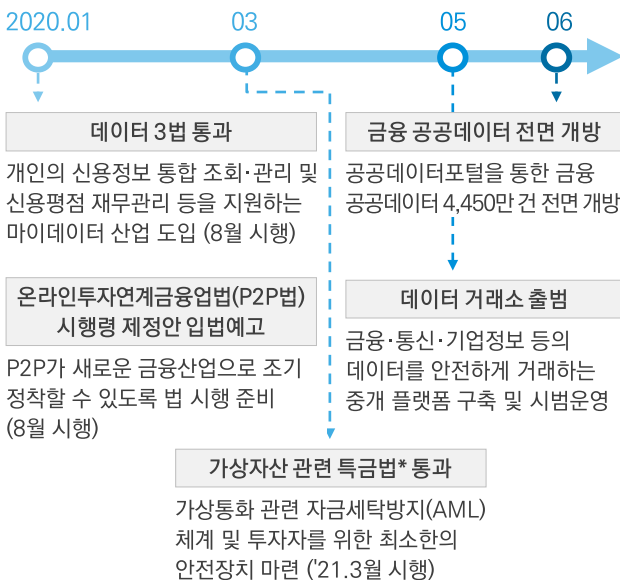 2020.01
03
05
06
데이터 3법 통과
개인의 신용정보 통합 조회·관리 및
신용평점 재무관리 등을 지원하는
마이데이터 산업 도입 (8월 시행)
온라인투자연계금융업법(P2P법)
시행령 제정안 입법예고
P2P가 새로운 금융산업으로 조기
정착할 수 있도록 법 시행 준비
(8월 시행)
금융 공공데이터 전면 개방
공공데이터포털을 통한 금융
공공데이터 4,450만 건 전면 개방
데이터 거래소 출범
금융·통신·기업정보 등의
데이터를 안전하게 거래하는
중개 플랫폼 구축 및 시범운영
가상자산 관련 특금법* 통과
가상통화 관련 자금세탁방지(AML)
체계 및 투자자를 위한 최소한의
안전장치 마련 ('21.3월 시행)